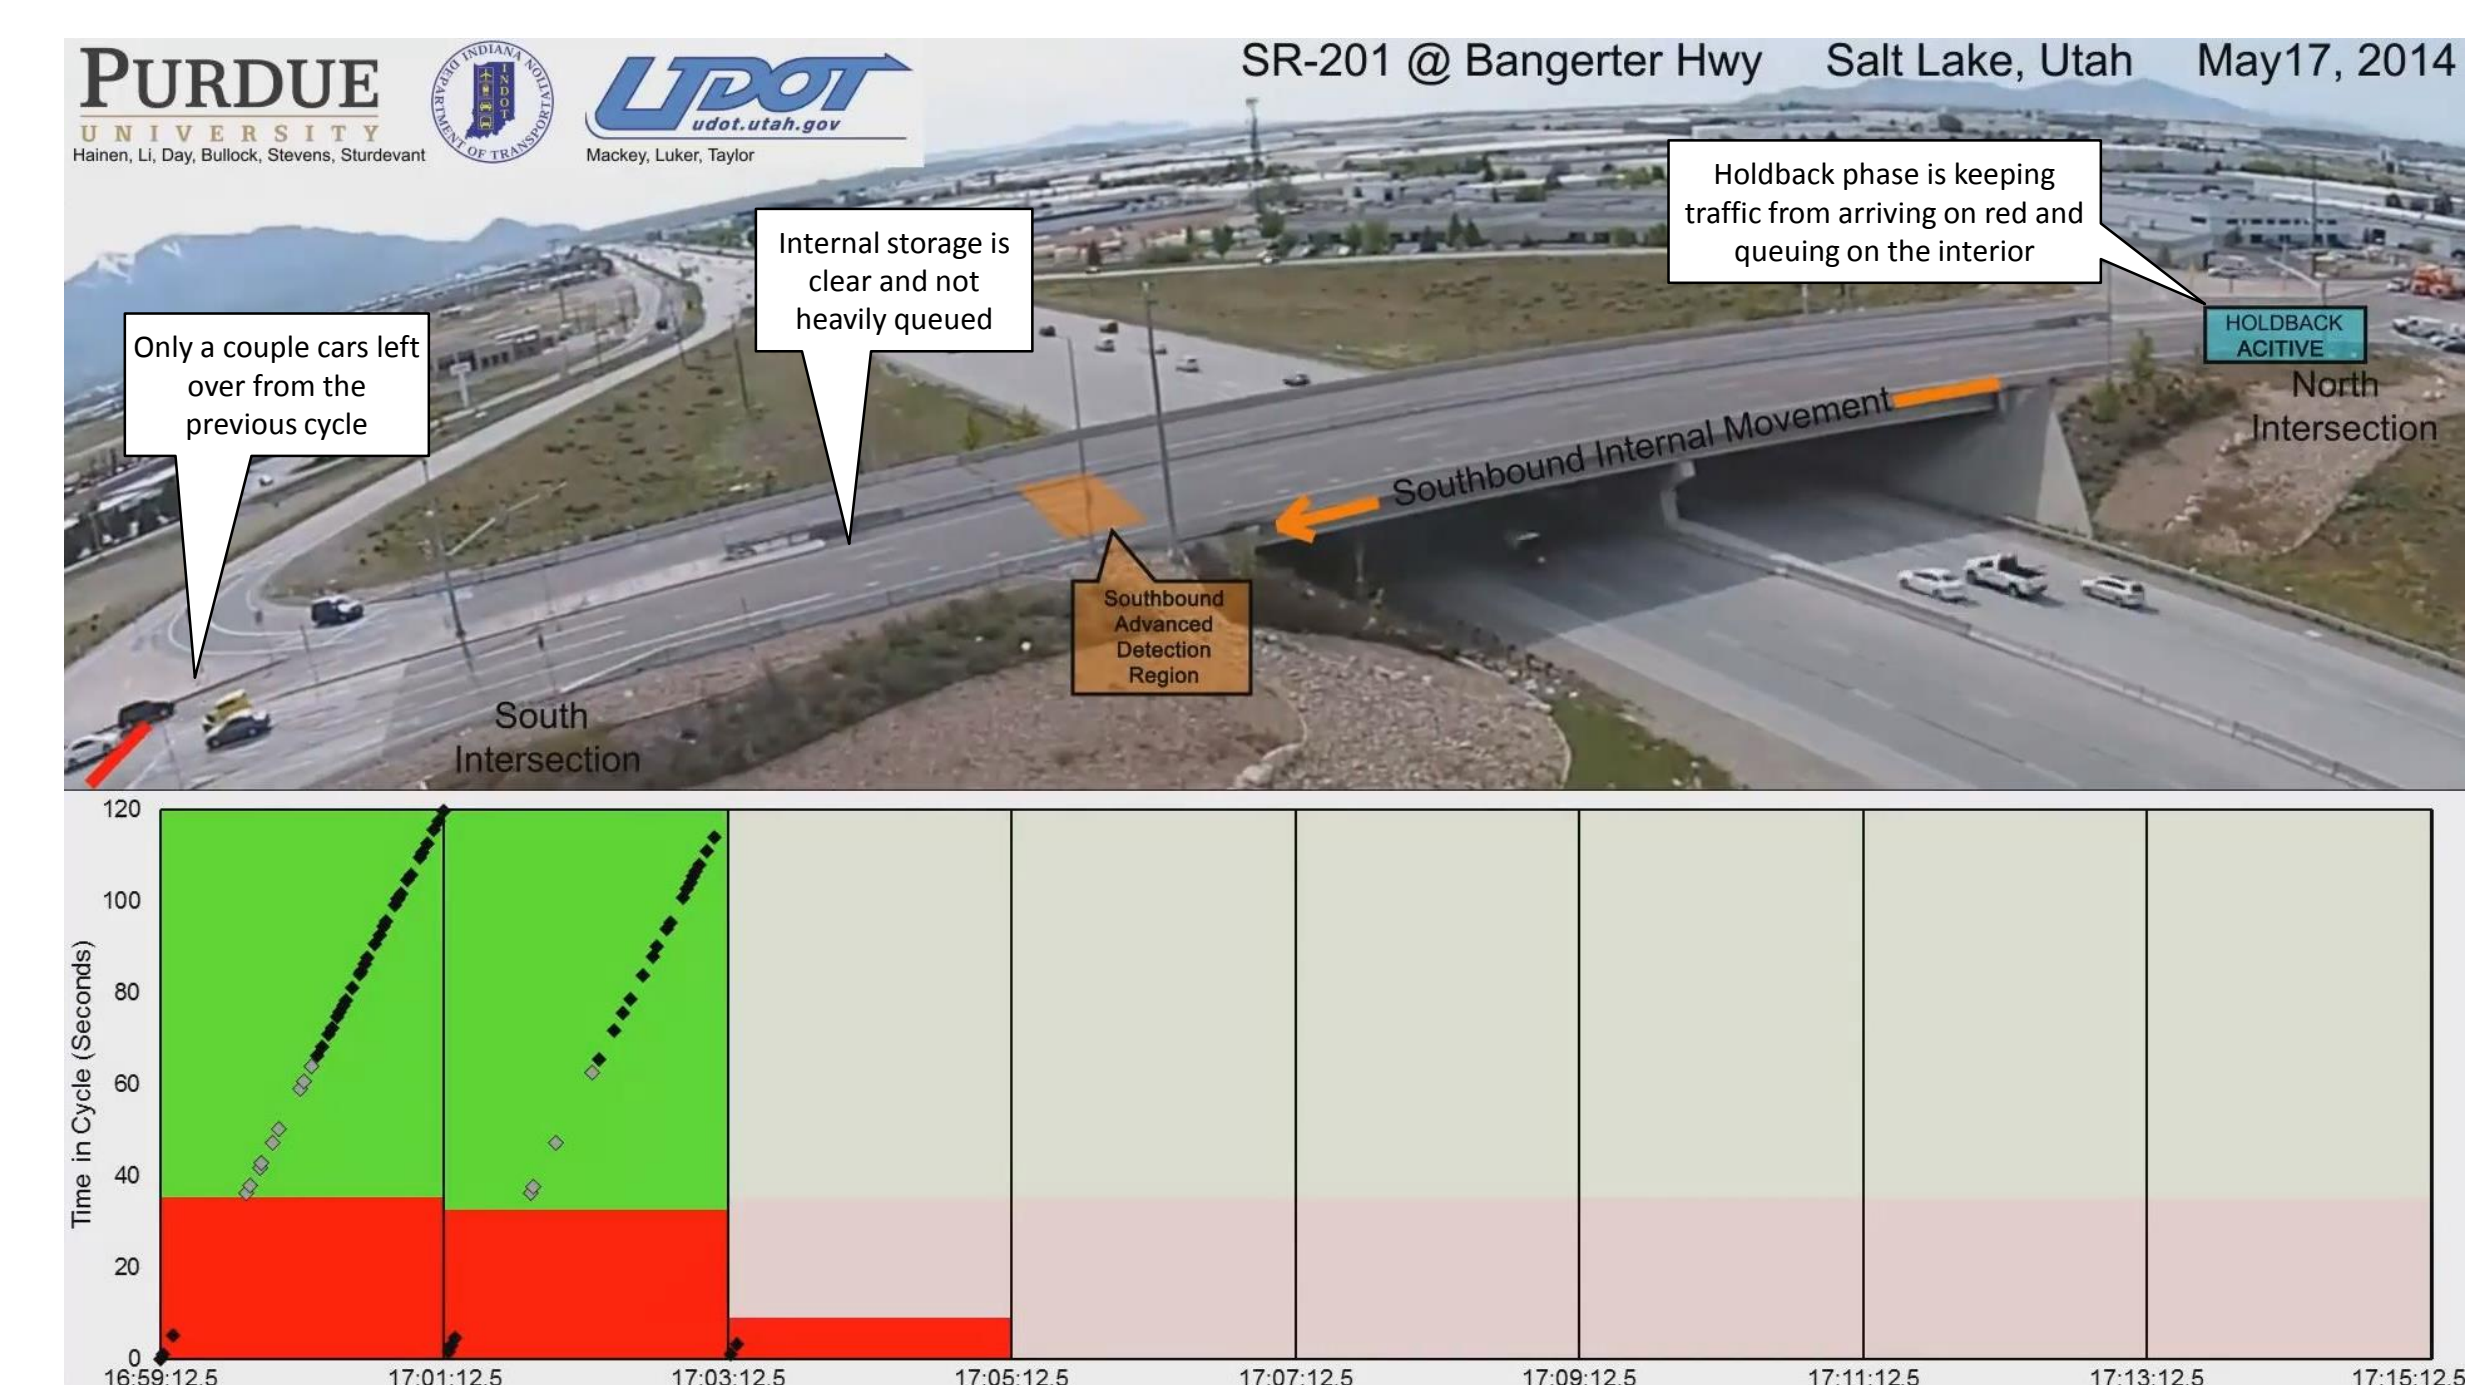 PURDUE
UNIVERSITY
Hainen, Li, Day, Bullock, Stevens, Sturdevant
INDIANA
DEPARTMENT OF TRANSPORTATION
INDOT
UDOT
udot.utah.gov
Mackey, Luker, Taylor
SR-201 @ Bangerter Hwy Salt Lake, Utah May17, 2014
Holdback phase is keeping
traffic from arriving on red and
queuing on the interior
Internal storage is
clear and not
heavily queued
Only a couple cars left
over from the
previous cycle
HOLDBACK
ACITIVE
North
Intersection
Southbound Internal Movement
Southbound
Advanced
Detection
Region
South
Intersection
Time in Cycle (Seconds)
120
100
80
60
40
20
0
16:59:12.5 17:01:12.5 17:03:12.5 17:05:12.5 17:07:12.5 17:09:12.5 17:11:12.5 17:13:12.5 17:15:12.5